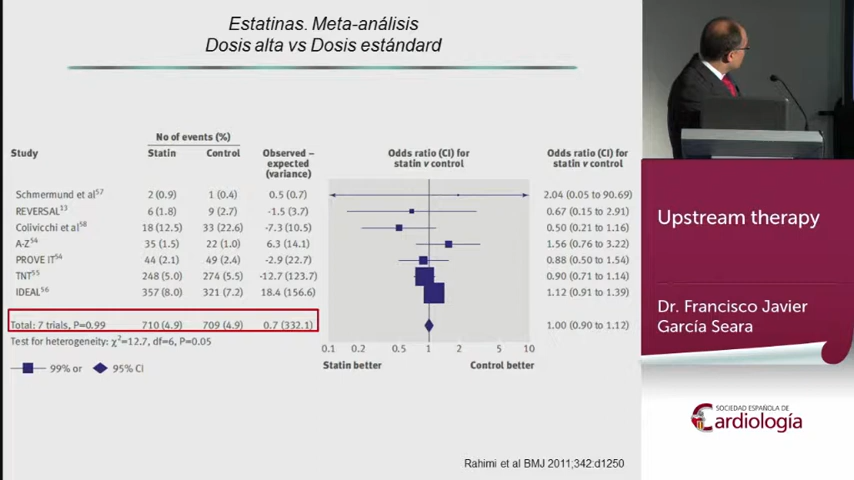 Estatinas. Meta-análisis
Dosis alta vs Dosis estándard
No of events (%)
Study Statin Control Observed – expected (variance) Odds ratio (CI) for statin v control Odds ratio (CI) for statin v control
Schmermund et al57 2 (0.9) 1 (0.4) 0.5 (0.7) 2.04 (0.05 to 90.69)
REVERSAL13 6 (1.8) 9 (2.7) -1.5 (3.7) 0.67 (0.15 to 2.91)
Colivicchi et al58 18 (12.5) 33 (22.6) -7.3 (10.5) 0.50 (0.21 to 1.16)
A-Z54 35 (1.5) 22 (1.0) 6.3 (14.1) 1.56 (0.76 to 3.22)
PROVE IT54 44 (2.1) 49 (2.4) -2.9 (22.7) 0.88 (0.50 to 1.54)
TNT55 248 (5.0) 274 (5.5) -12.7 (123.7) 0.90 (0.71 to 1.14)
IDEAL56 357 (8.0) 321 (7.2) 18.4 (156.6) 1.12 (0.91 to 1.39)
Total: 7 trials, P=0.99 710 (4.9) 709 (4.9) 0.7 (332.1) 1.00 (0.90 to 1.12)
Test for heterogeneity: χ²=12.7, df=6, P=0.05
0.1 0.2 0.5 1 2 5 10
99% or 95% CI
Statin better Control better
Rahimi et al BMJ 2011;342:d1250
Upstream therapy
Dr. Francisco Javier
García Seara
SOCIEDAD ESPAÑOLA DE
Cardiología